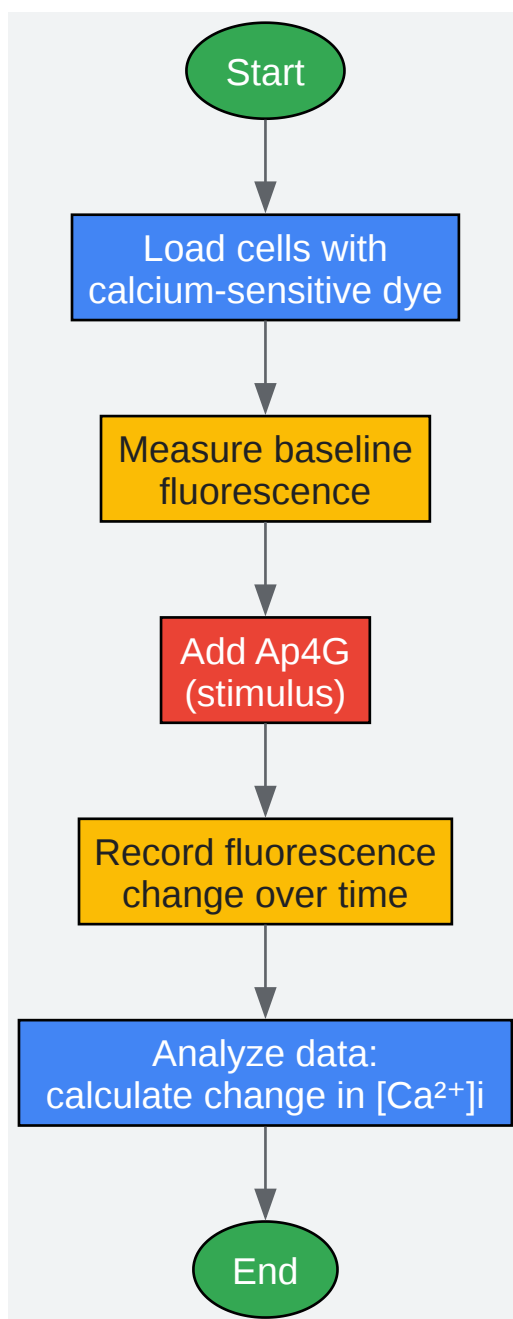 Start
Load cells with
calcium-sensitive dye
Measure baseline
fluorescence
Add Ap4G
(stimulus)
Record fluorescence
change over time
Analyze data:
calculate change in [Ca²⁺]i
End